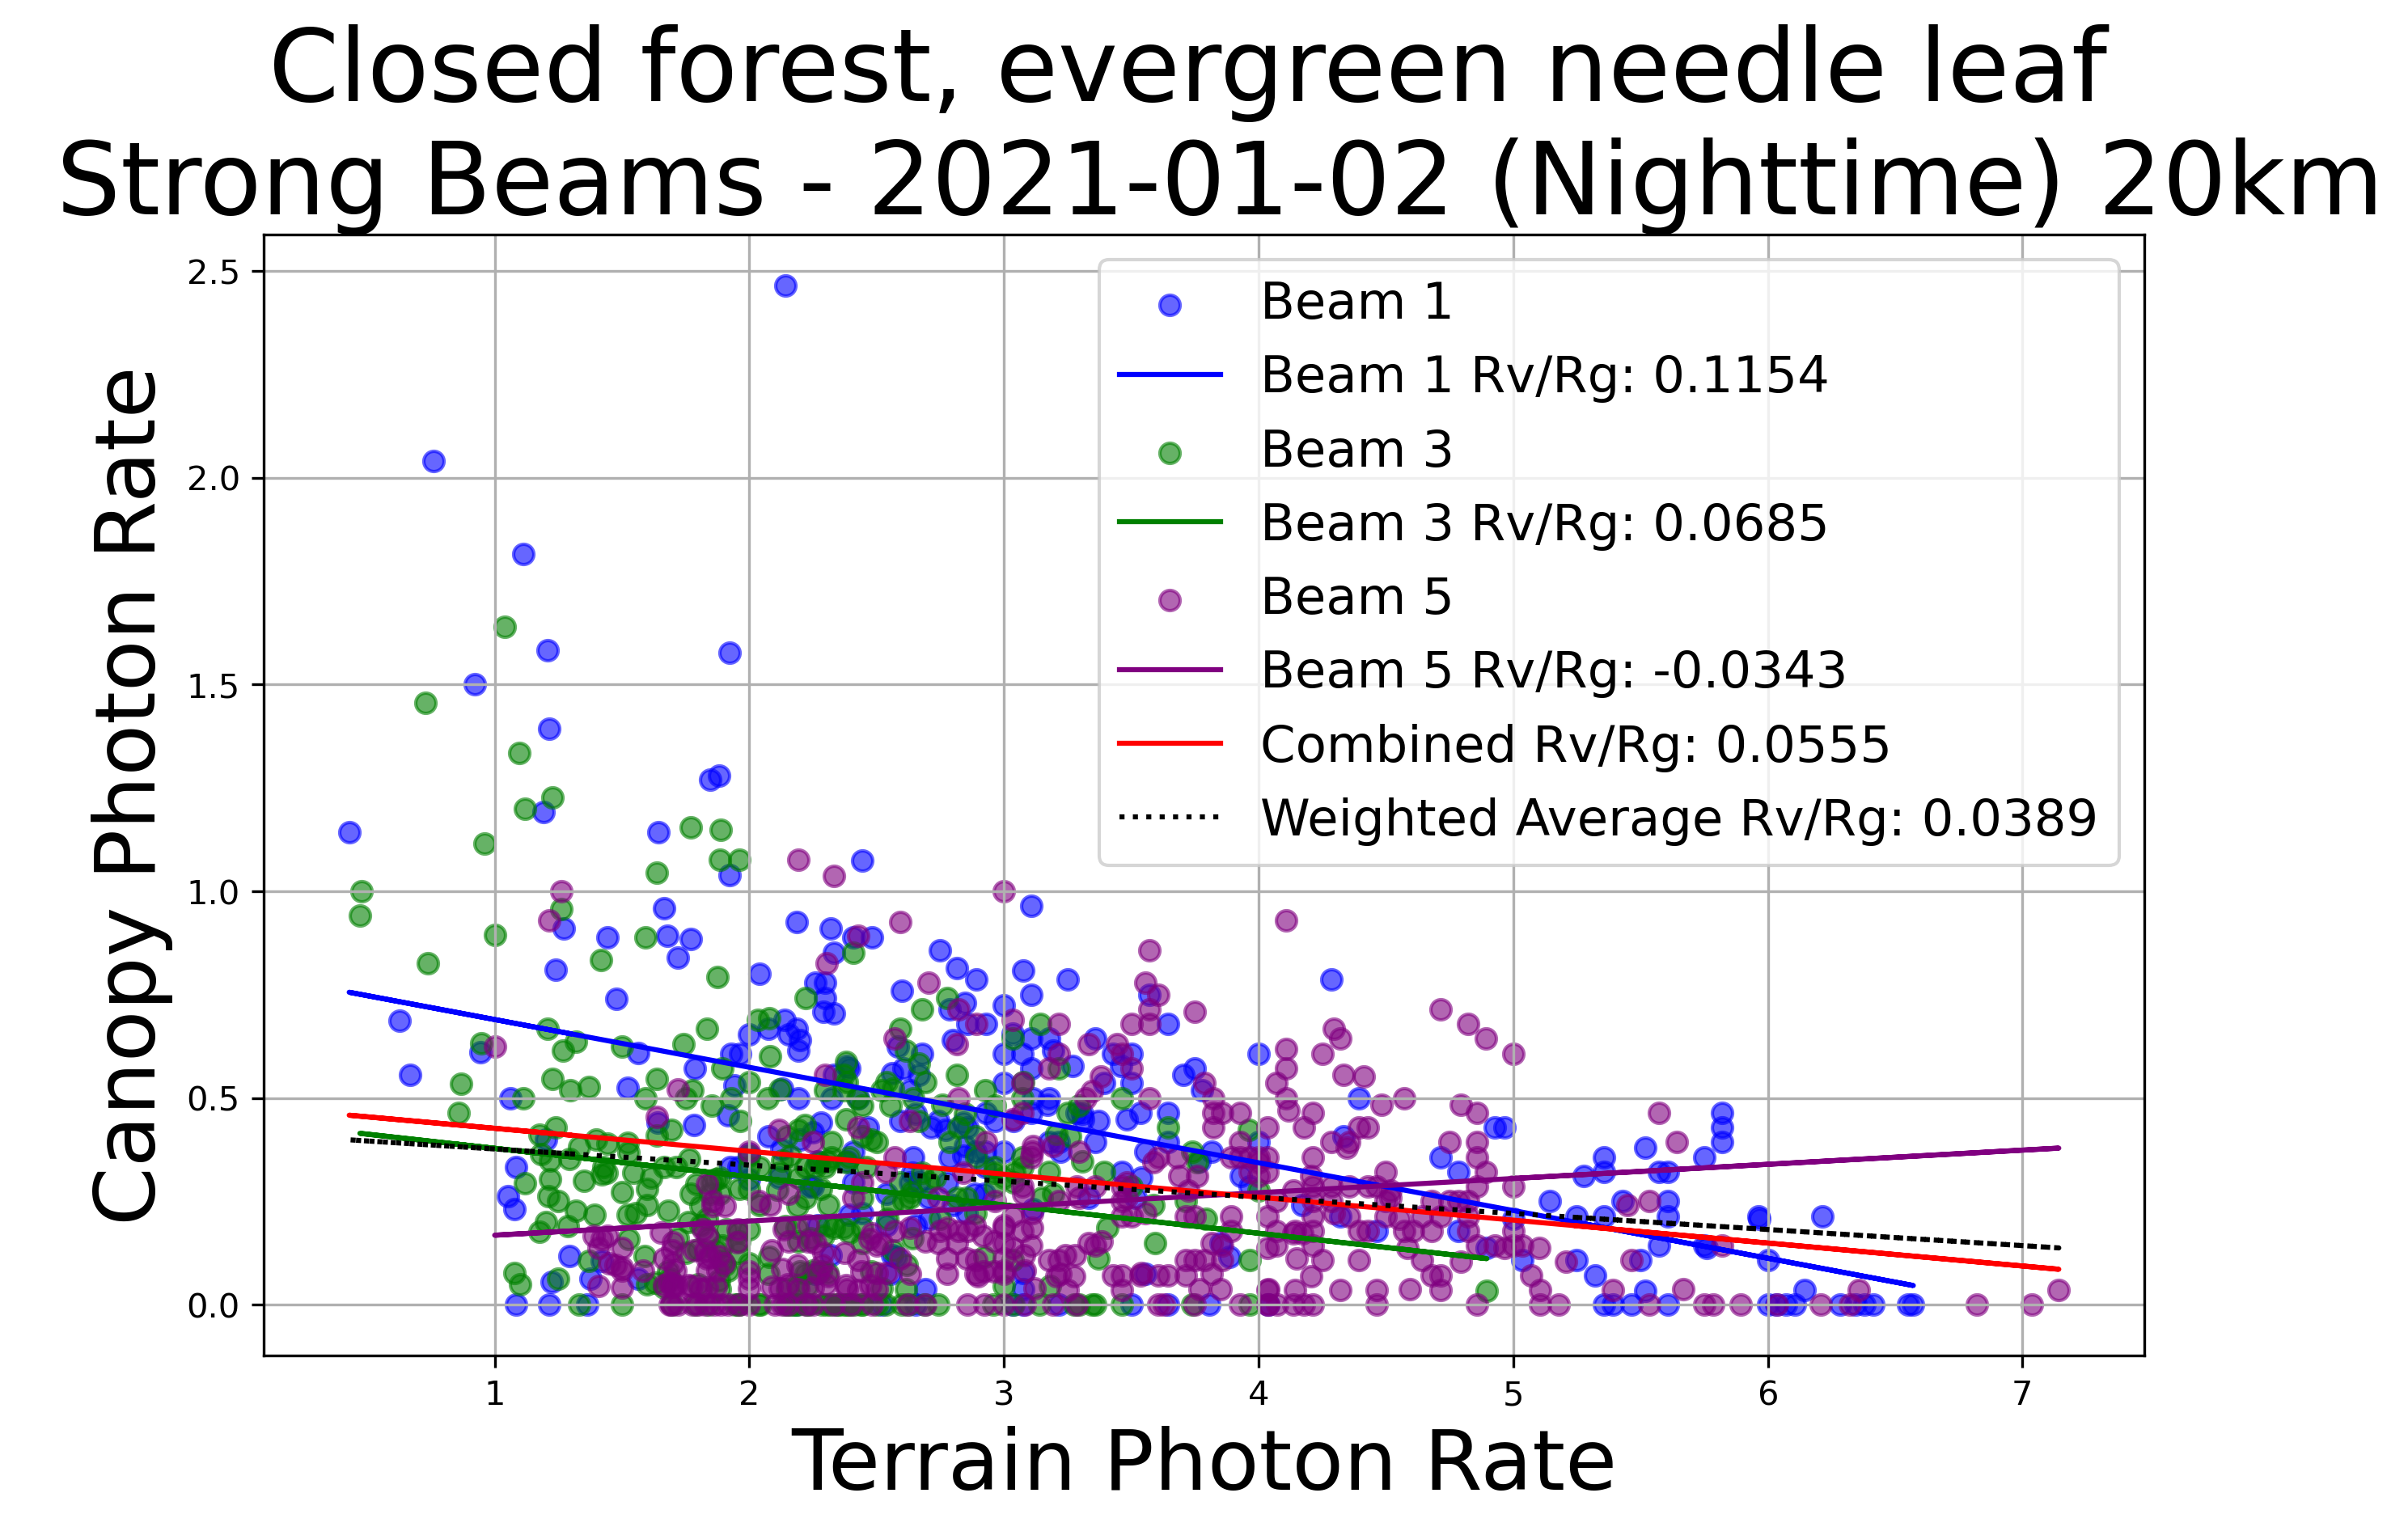 Closed forest, evergreen needle leaf
Strong Beams - 2021-01-02 (Nighttime) 20km
Canopy Photon Rate
2.5
2.0
1.5
1.0
0.5
0.0
Beam 1
Beam 1 Rv/Rg: 0.1154
Beam 3
Beam 3 Rv/Rg: 0.0685
Beam 5
Beam 5 Rv/Rg: -0.0343
Combined Rv/Rg: 0.0555
Weighted Average Rv/Rg: 0.0389
1 2 3 4 5 6 7
Terrain Photon Rate